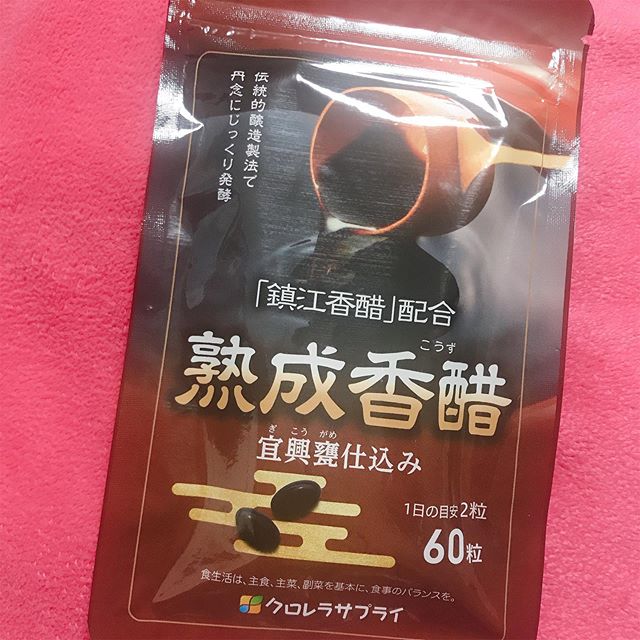 伝統的醸造製法で
丹念にじっくり発酵
「鎮江香醋」配合
こうず
熟成香醋
ぎこうがめ
宜興甕仕込み
1日の目安2粒
60粒
食生活は、主食、主菜、副菜を基本に、食事のバランスを。
クロレラサプライ